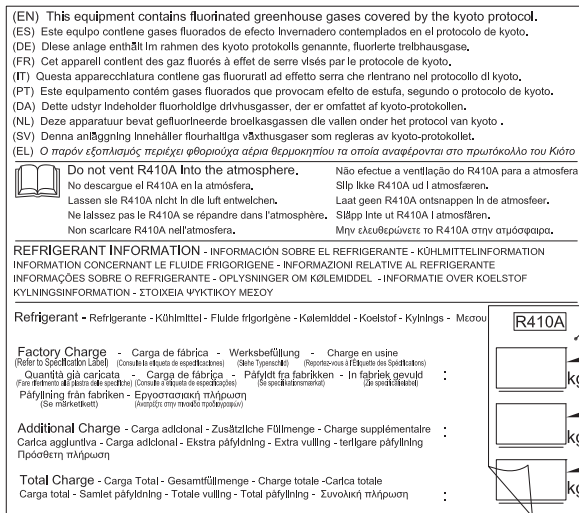 (EN) This equipment contains fluorinated greenhouse gases covered by the kyoto protocol.
(ES) Este equipo contiene gases fluorados de efecto Invernadero contemplados en el protocolo de kyoto.
(DE) Diese anlage enthält Im rahmen des kyoto protokolls genannte, fluorierte treibhausgase.
(FR) Cet appareil contient des gaz fluorés à effet de serre visés par le protocole de kyoto.
(IT) Questa apparecchiatura contiene gas fluorurati ad effetto serra che rientrano nel protocollo di kyoto.
(PT) Este equipamento contém gases fluorados que provocam efeito de estufa, segundo o protocolo de kyoto.
(DA) Dette udstyr Indeholder fluorholdige drivhusgasser, der er omfattet af kyoto-protokollen.
(NL) Deze apparatuur bevat gefluorineerde broeikasgassen die vallen onder het protocol van kyoto .
(SV) Denna anläggning Innehåller flourhaltiga växthusgaser som regleras av kyoto-protokollet.
(EL) Ο παρόν εξοπλισμός περιέχει φθοριούχα αέρια θερμοκηπίου τα οποία αναφέρονται στο πρωτόκολλο του Κιότο
Do not vent R410A Into the atmosphere.
No descargue el R410A en la atmósfera.
Lassen sie R410A nicht In die luft entweichen.
Ne laissez pas le R410A se répandre dans l'atmosphère.
Non scaricare R410A nell'atmosfera.
Não efectue a ventilação do R410A para a atmosfera
Slip Ikke R410A ud I atmosfæren.
Laat geen R410A ontsnappen In de atmosfeer.
Släpp Inte ut R410A I atmosfären.
Μην ελευθερώνετε το R410A στην ατμόσφαιρα.
REFRIGERANT INFORMATION - INFORMACIÓN SOBRE EL REFRIGERANTE - KÜHLMITTELINFORMATION
INFORMATION CONCERNANT LE FLUIDE FRIGORIGENE - INFORMAZIONI RELATIVE AL REFRIGERANTE
INFORMAÇÕES SOBRE O REFRIGERANTE - OPLYSNINGER OM KØLEMIDDEL - INFORMATIE OVER KOELSTOF
KYLNINGSINFORMATION - ΣΤΟΙΧΕΙΑ ΨΥΚΤΙΚΟΥ ΜΕΣΟΥ
Refrigerant - Refrigerante - Kühlmittel - Fluide frigorigène - Kølemiddel - Koelstof - Kylnings - Μεσου
R410A
Factory Charge - Carga de fábrica - Werksbefüllung - Charge en usine
(Refer to Specification Label) (Consulte la etiqueta de especificaciones) (Siehe Typenschild) (Reportez-vous à l'Étiquette des Spécifications)
Quantità già caricata - Carga de fábrica - Påfyldt fra fabrikken - In fabriek gevuld :
(Fare riferimento alla piastra delle specifiche) (Consulte a etiqueta de especificações) (Se specifikationsmærkat) (Zie specificatielabel)
kg
Påfyllning från fabriken - Εργοστασιακή πλήρωση
(Se märketikett) (Ανατρέξτε στην πινακίδα προδιαγραφών)
Additional Charge - Carga adicional - Zusätzliche Füllmenge - Charge supplémentaire :
Carica aggiuntiva - Carga adicional - Ekstra påfyldning - Extra vulling - terligare påfyllning
Πρόσθετη πλήρωση
kg
Total Charge - Carga Total - Gesamtfüllmenge - Charge totale -Carica totale
Carga total - Samlet påfyldning - Totale vulling - Total påfyllning - Συνολική πλήρωση :
kg